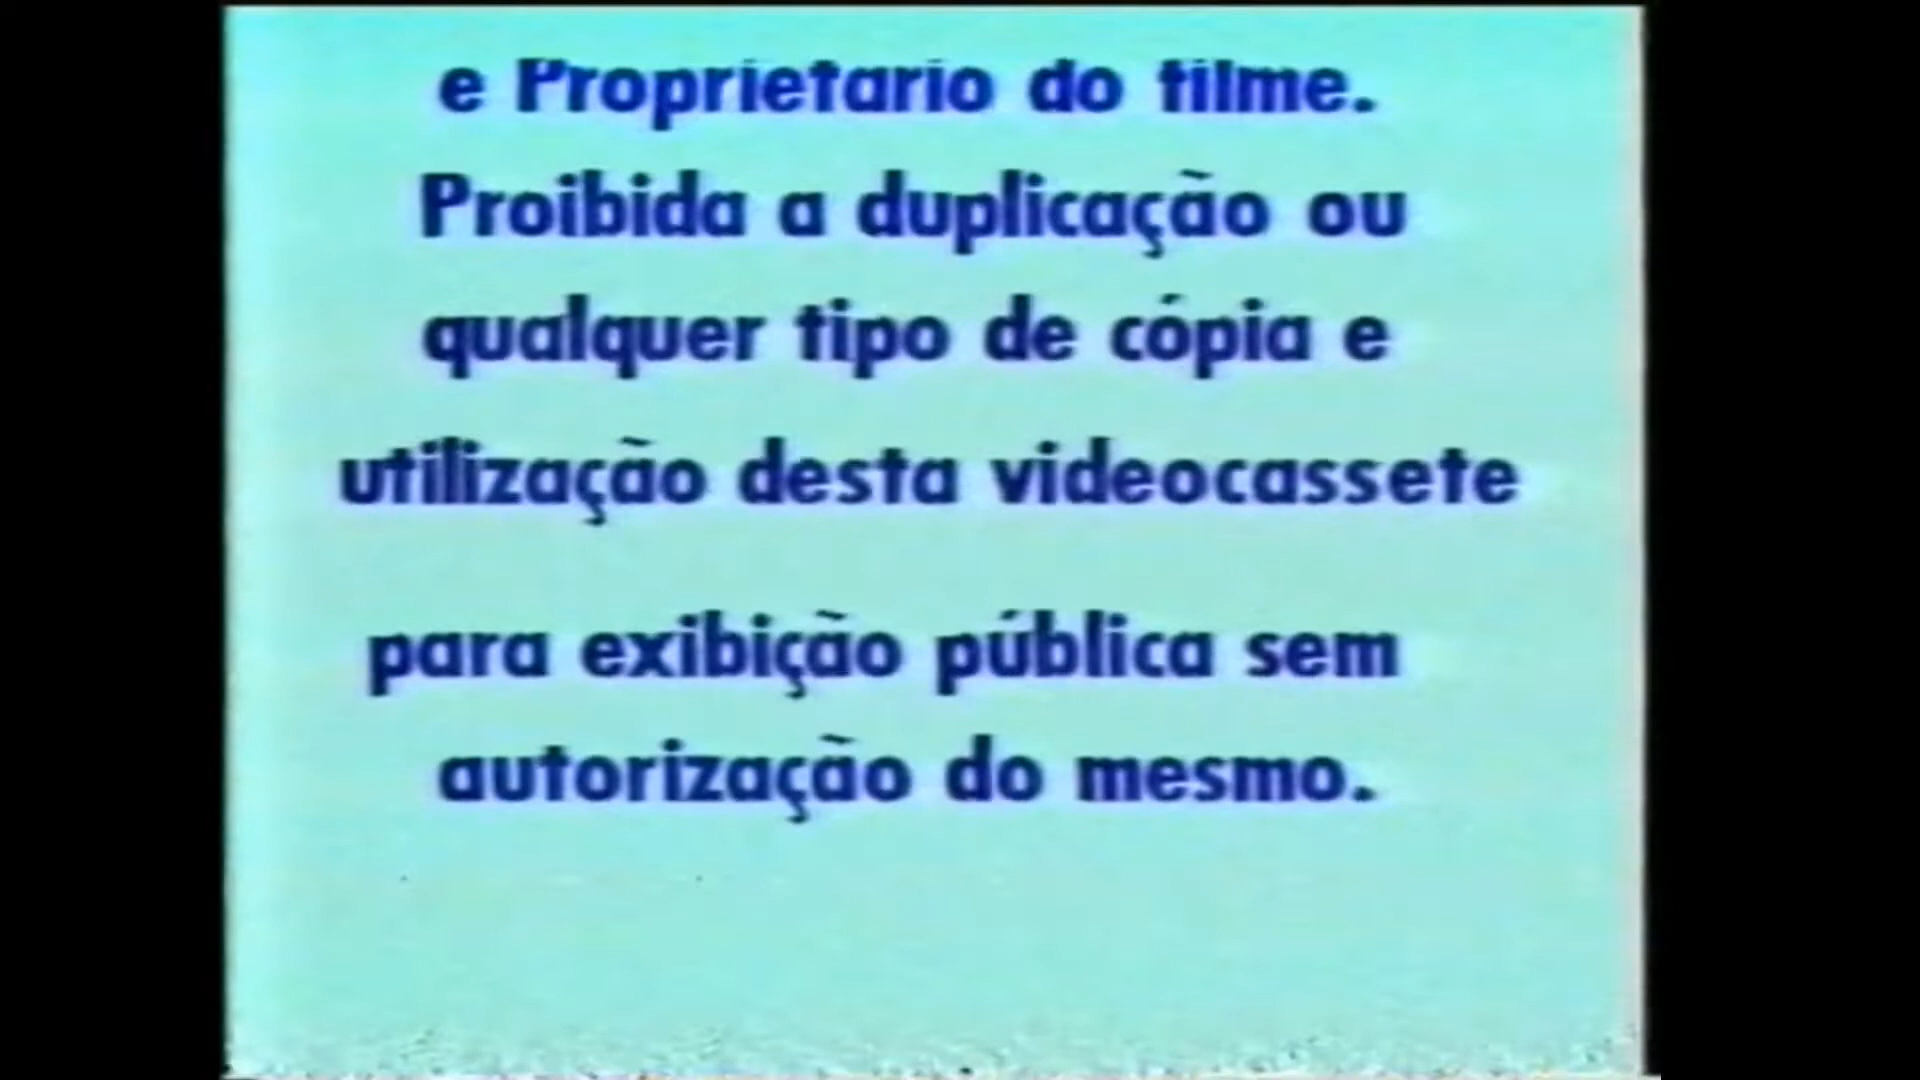 e Proprietario do filme.
Proibida a duplicação ou
qualquer tipo de cópia e
utilização desta videocassete
para exibição pública sem
autorização do mesmo.